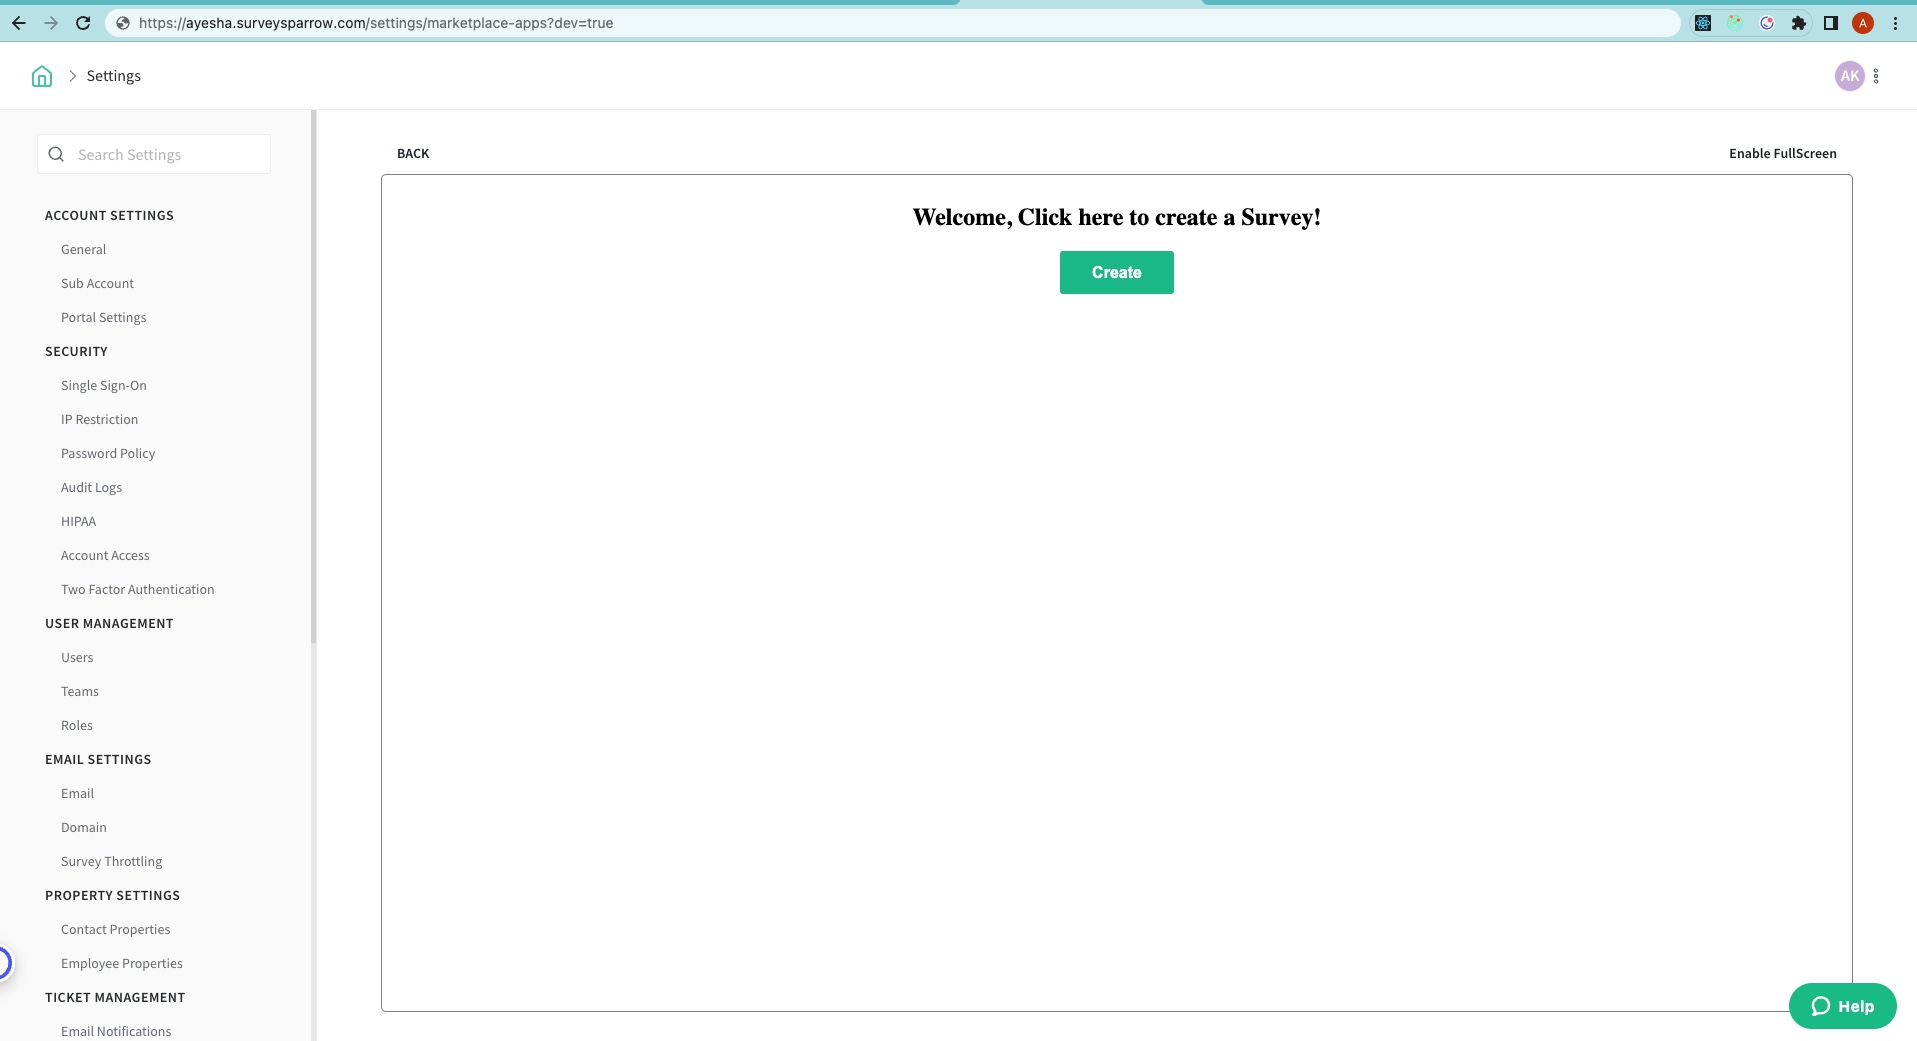 https://ayesha.surveysparrow.com/settings/marketplace-apps?dev=true
A
Settings
AK
Search Settings
ACCOUNT SETTINGS
General
Sub Account
Portal Settings
SECURITY
Single Sign-On
IP Restriction
Password Policy
Audit Logs
HIPAA
Account Access
Two Factor Authentication
USER MANAGEMENT
Users
Teams
Roles
EMAIL SETTINGS
Email
Domain
Survey Throttling
PROPERTY SETTINGS
Contact Properties
Employee Properties
TICKET MANAGEMENT
Email Notifications
BACK
Enable FullScreen
Welcome, Click here to create a Survey!
Create
Help